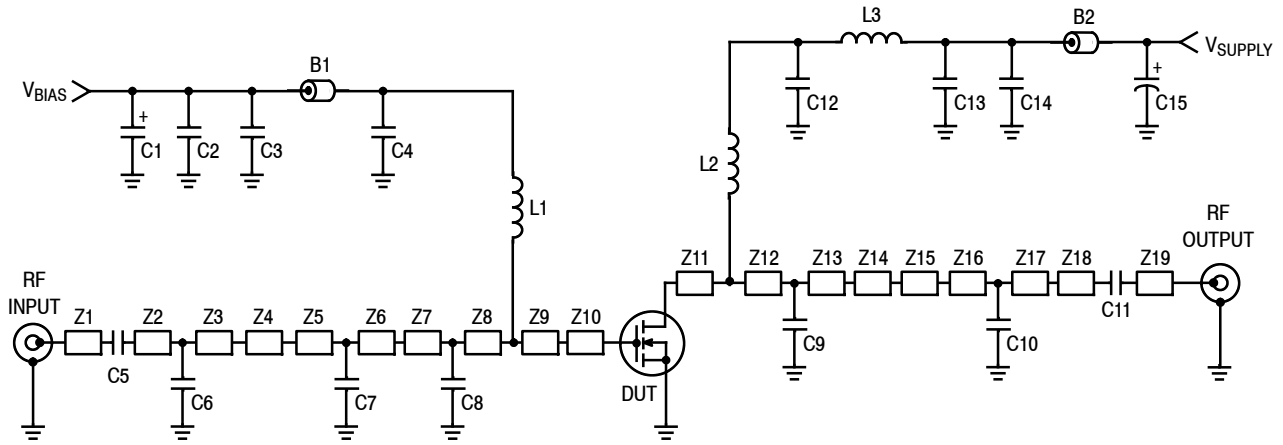 L3
B2
V_SUPPLY
+
C12
C13
C14
C15
B1
V_BIAS
+
C1
C2
C3
C4
L2
L1
RF
OUTPUT
Z11
Z12
Z13
Z14
Z15
Z16
Z17
Z18
Z19
C11
RF
INPUT
Z1
Z2
Z3
Z4
Z5
Z6
Z7
Z8
Z9
Z10
C9
C10
C5
C6
C7
C8
DUT